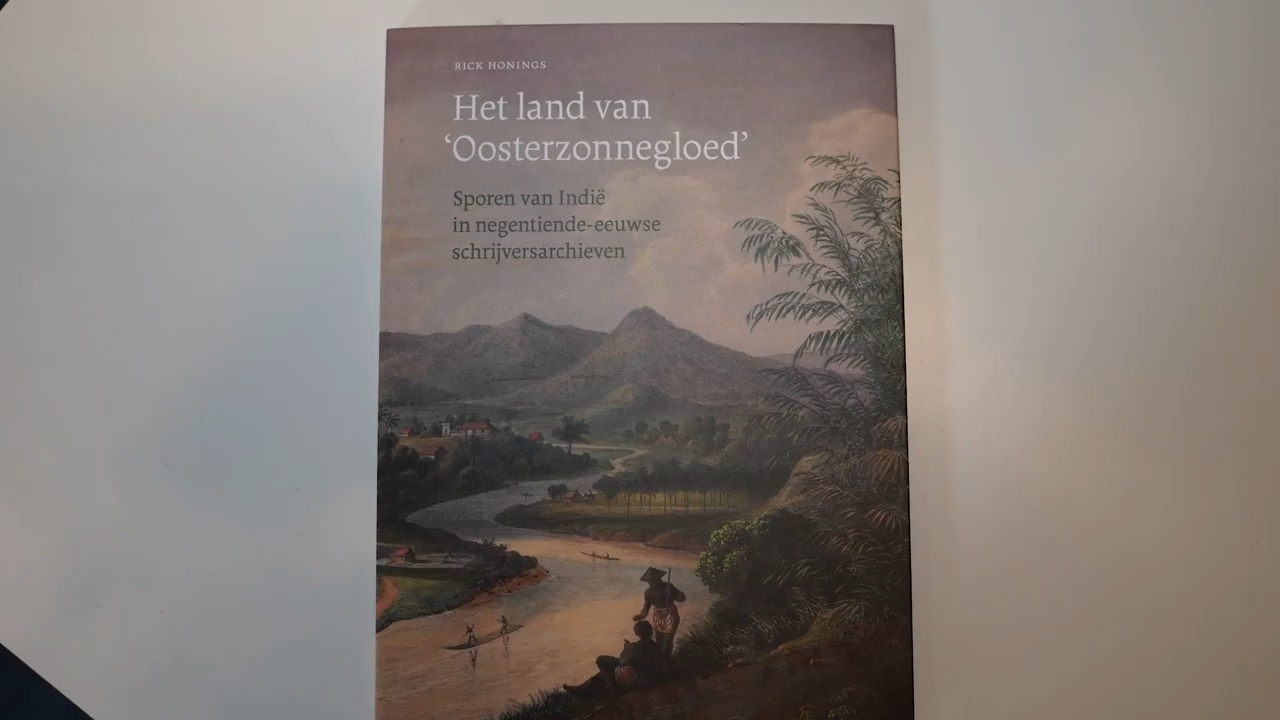 RICK HONINGS
Het land van
‘Oosterzonnegloed’
Sporen van Indië
in negentiende-eeuwse
schrijversarchieven